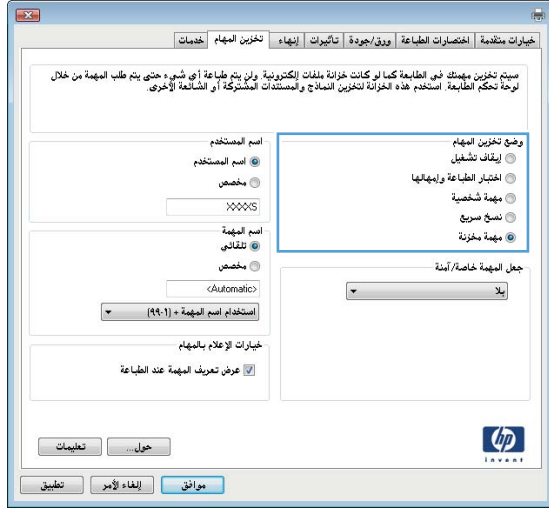 خيارات متقدمة
اختصارات الطباعة
ورق/جودة
تأثيرات
إنهاء
تخزين المهام
خدمات
سيتم تخزين مهمتك في الطابعة كما لو كانت خزانة ملفات إلكترونية. ولن يتم طباعة أي شيء حتى يتم طلب المهمة من خلال
لوحة تحكم الطابعة. استخدم هذه الخزانة لتخزين النماذج والمستندات المشتركة أو الشائعة الأخرى.
وضع تخزين المهام
إيقاف تشغيل
اختبار الطباعة وإمهالها
مهمة شخصية
نسخ سريع
مهمة مخزنة
جعل المهمة خاصة/آمنة
بلا
اسم المستخدم
اسم المستخدم
مخصص
XXXXS
اسم المهمة
تلقائي
مخصص
<Automatic>
استخدام اسم المهمة + (1-99)
خيارات الإعلام بالمهام
عرض تعريف المهمة عند الطباعة
hp
invent
حول...
تعليمات
موافق
إلغاء الأمر
تطبيق